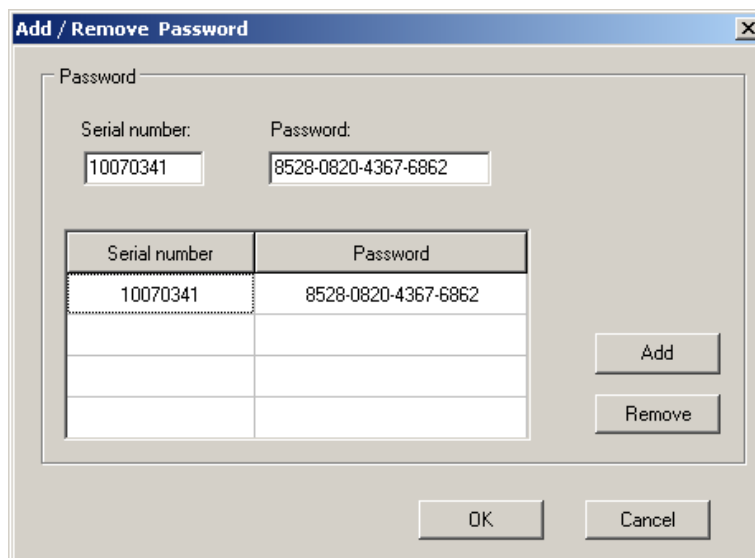 Add / Remove Password
Password
Serial number: Password:
10070341 8528-0820-4367-6862
Serial number Password
10070341 8528-0820-4367-6862
Add
Remove
OK Cancel